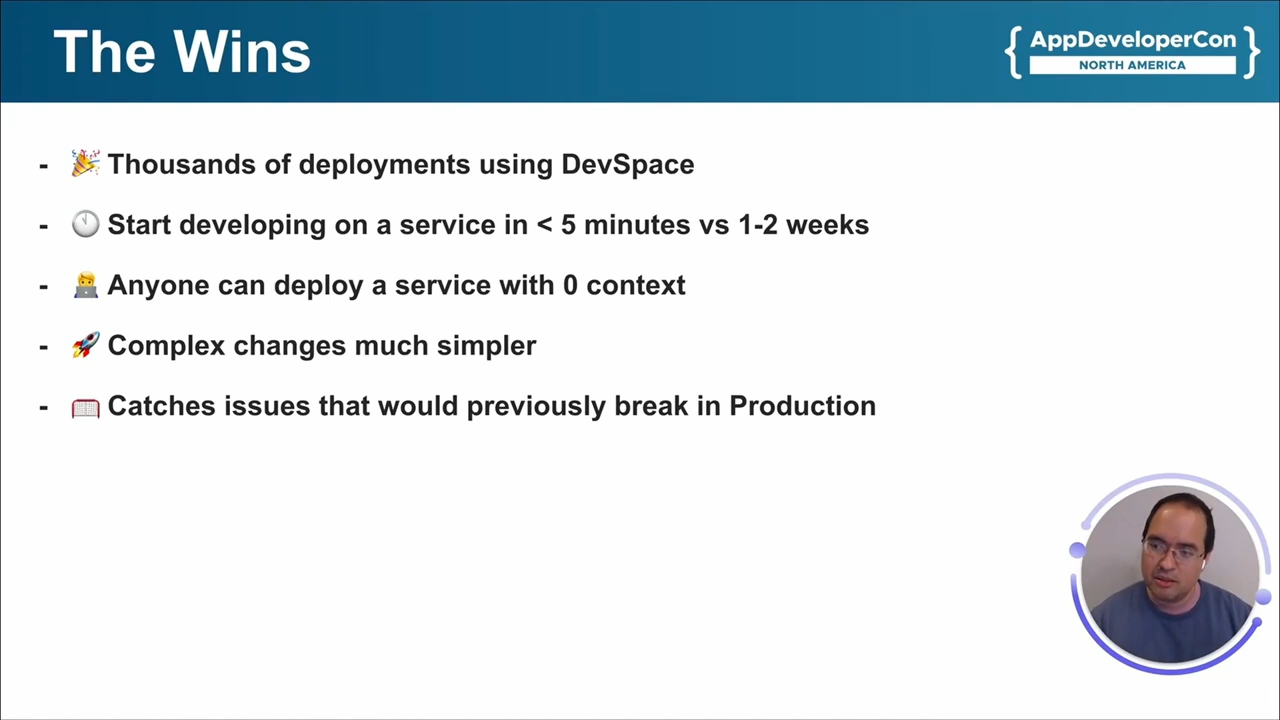 The Wins
{ AppDeveloperCon }
NORTH AMERICA
- 🎉 Thousands of deployments using DevSpace
- 🕚 Start developing on a service in < 5 minutes vs 1-2 weeks
- 🧑‍💻 Anyone can deploy a service with 0 context
- 🚀 Complex changes much simpler
- 🥅 Catches issues that would previously break in Production